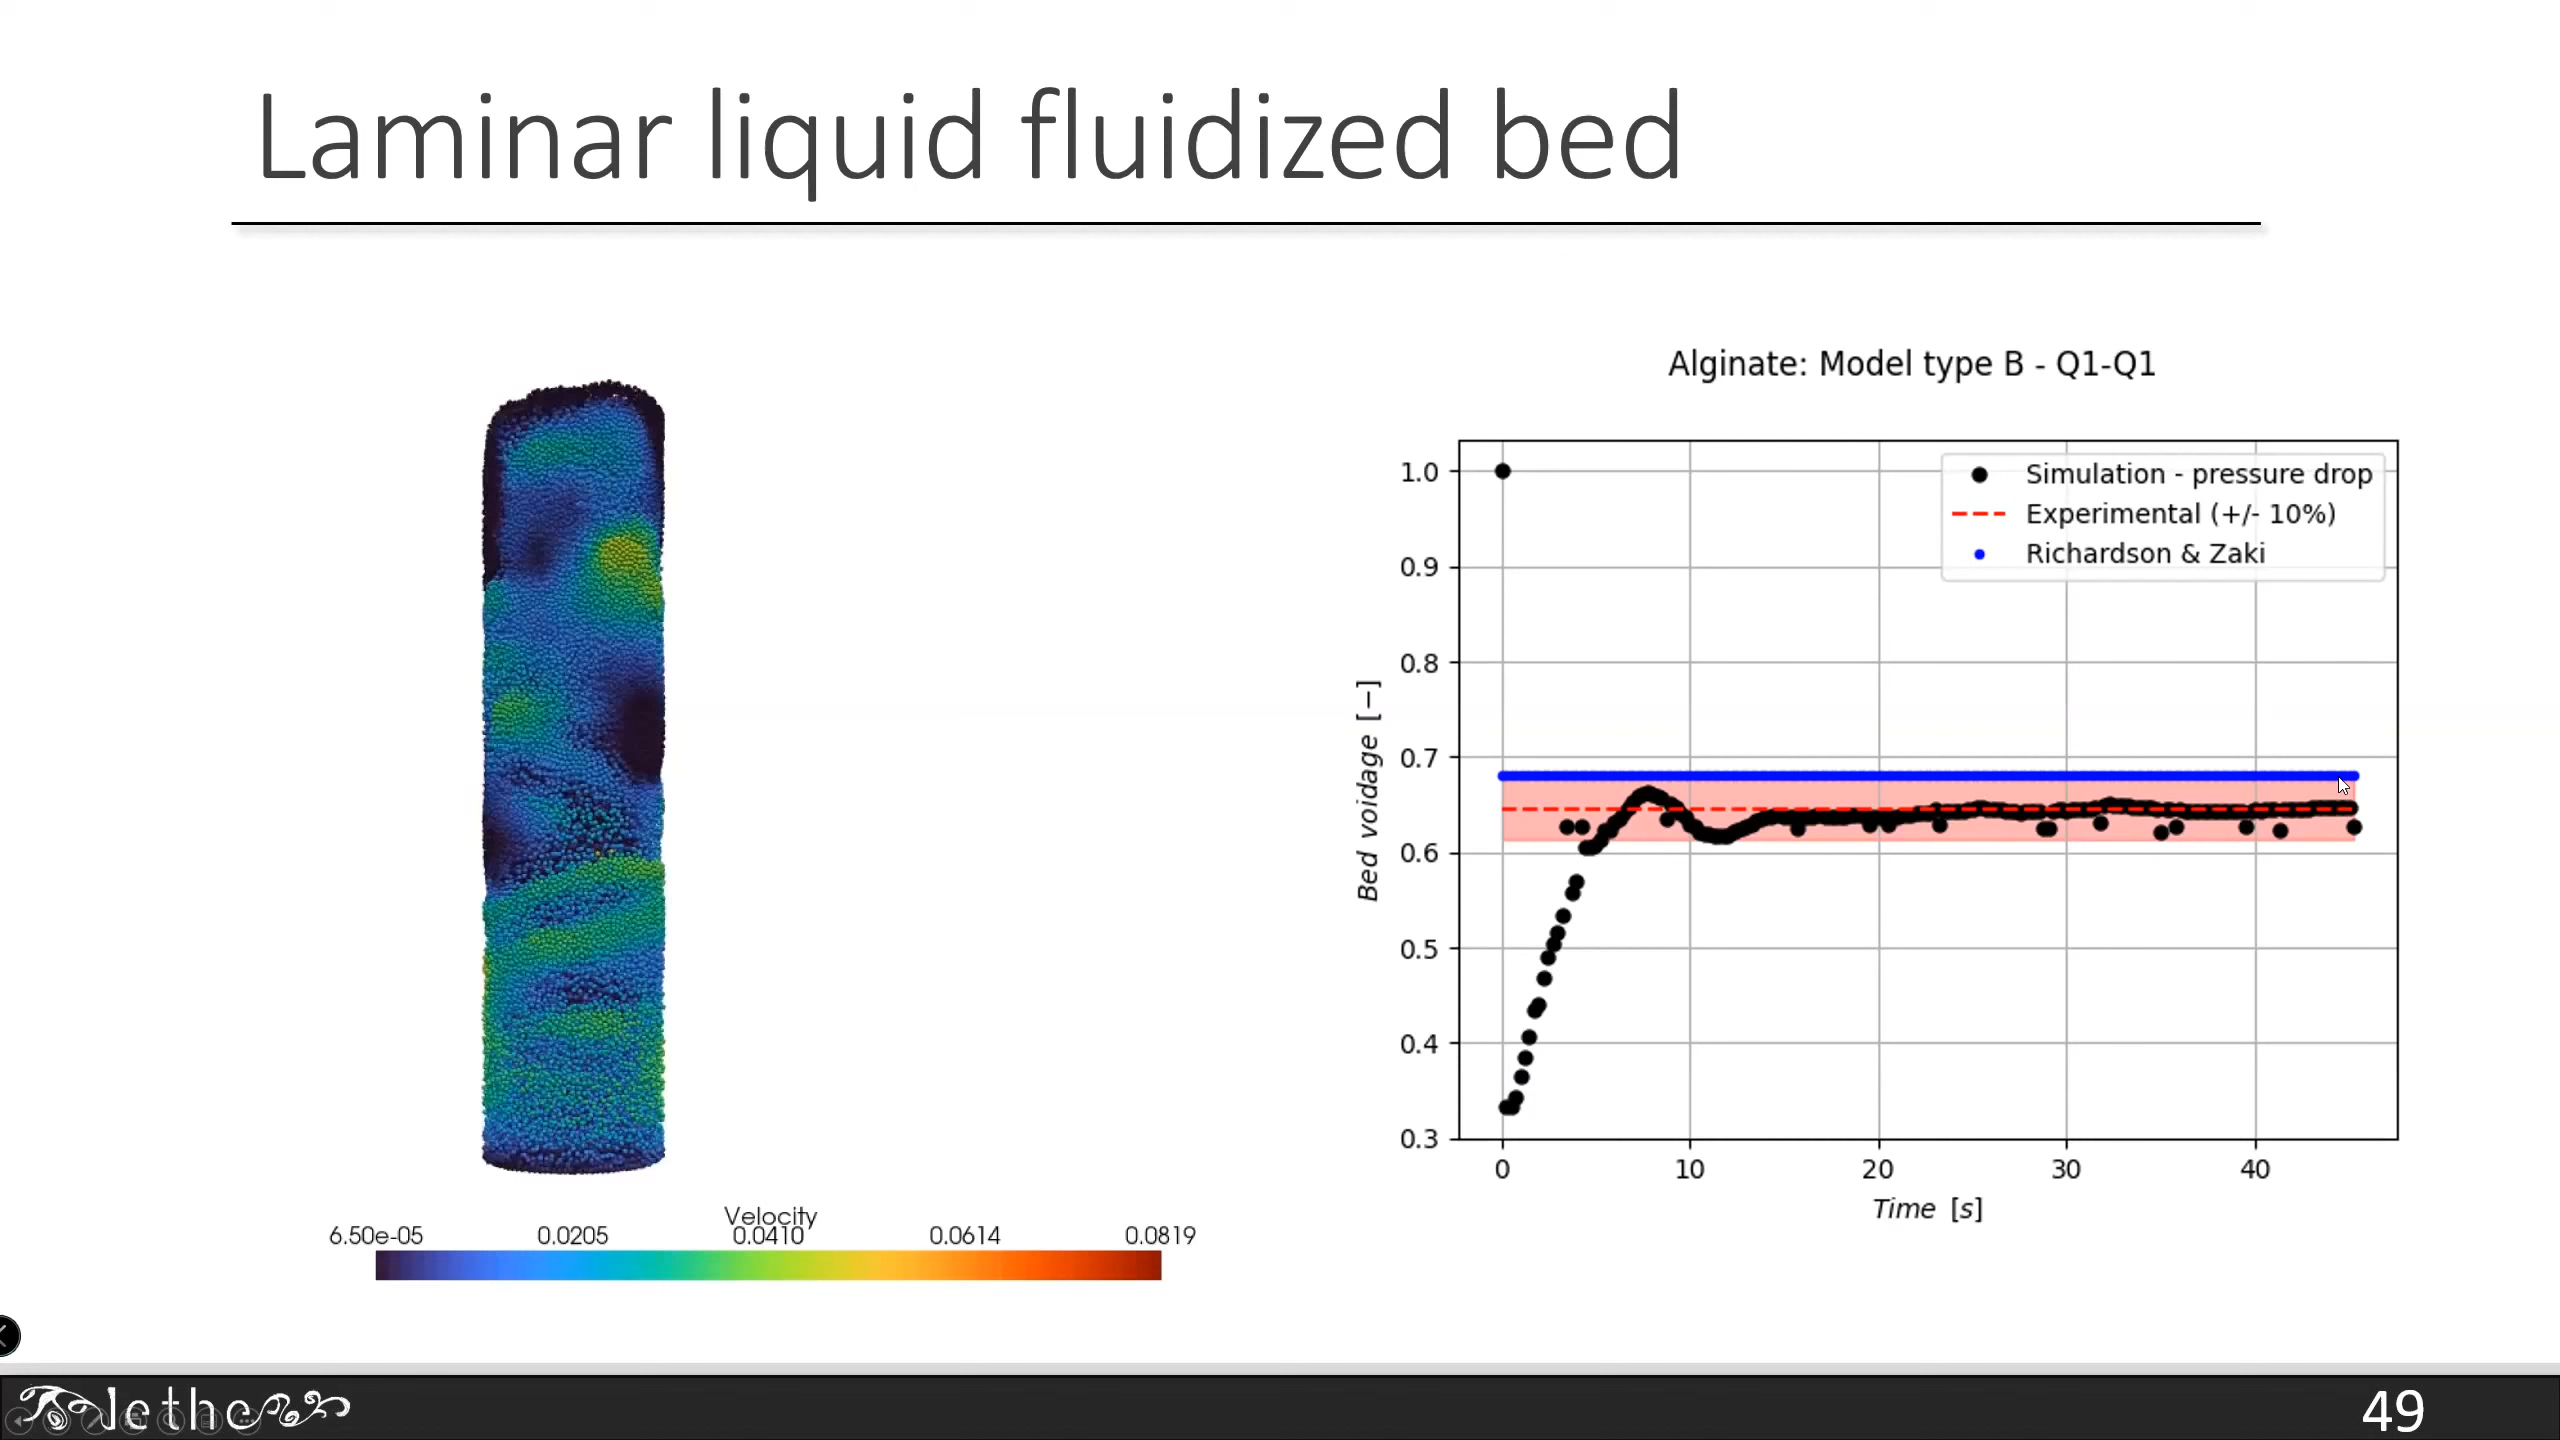 Laminar liquid fluidized bed
Alginate: Model type B - Q1-Q1
1.0
0.9
0.8
0.7
0.6
0.5
0.4
0.3
Bed voidage [−]
Simulation - pressure drop
Experimental (+/- 10%)
Richardson & Zaki
0 10 20 30 40
Time [s]
Velocity
6.50e-05 0.0205 0.0410 0.0614 0.0819
lethe
49